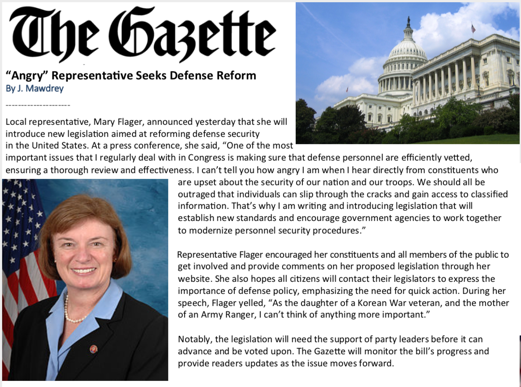 The Gazette
“Angry” Representative Seeks Defense Reform
By J. Mawdrey
----------------------
Local representative, Mary Flager, announced yesterday that she will
introduce new legislation aimed at reforming defense security
in the United States. At a press conference, she said, “One of the most
important issues that I regularly deal with in Congress is making sure that defense personnel are efficiently vetted,
ensuring a thorough review and effectiveness. I can’t tell you how angry I am when I hear directly from constituents who
are upset about the security of our nation and our troops. We should all be
outraged that individuals can slip through the cracks and gain access to classified
information. That’s why I am writing and introducing legislation that will
establish new standards and encourage government agencies to work together
to modernize personnel security procedures.”
Representative Flager encouraged her constituents and all members of the public to
get involved and provide comments on her proposed legislation through her
website. She also hopes all citizens will contact their legislators to express the
importance of defense policy, emphasizing the need for quick action. During her
speech, Flager yelled, “As the daughter of a Korean War veteran, and the mother
of an Army Ranger, I can’t think of anything more important.”
Notably, the legislation will need the support of party leaders before it can
advance and be voted upon. The Gazette will monitor the bill’s progress and
provide readers updates as the issue moves forward.